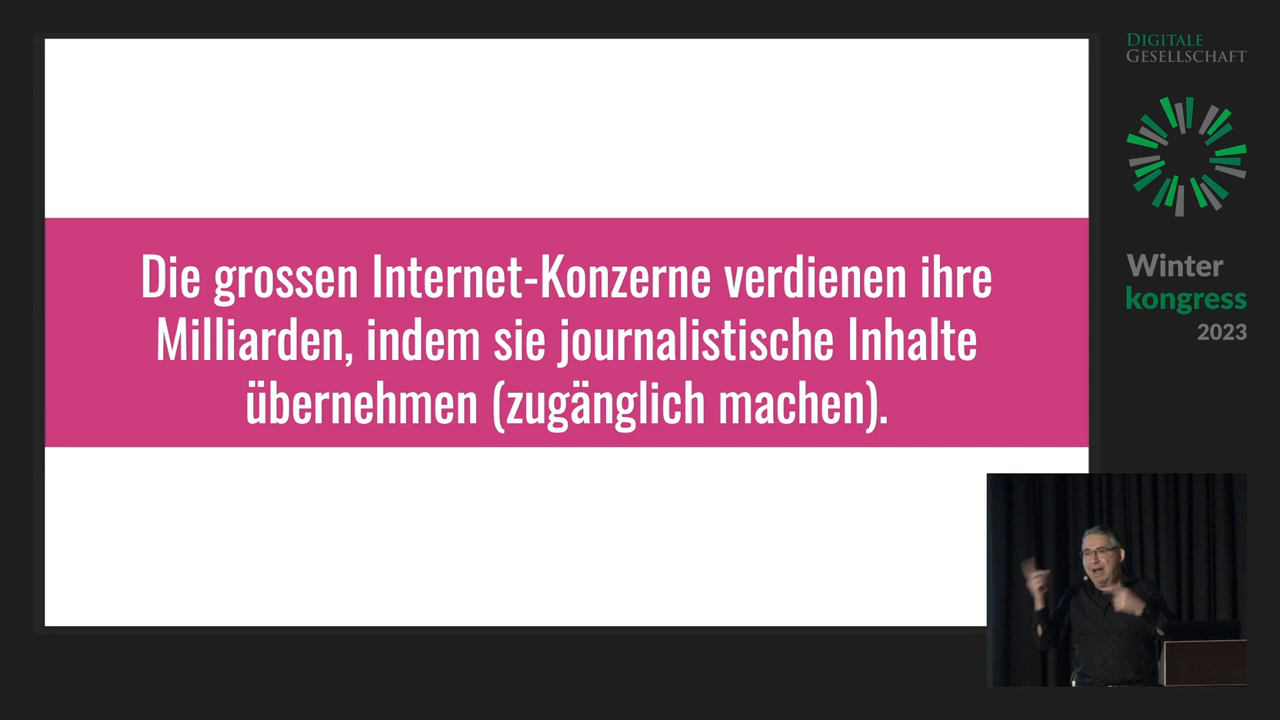 Die grossen Internet-Konzerne verdienen ihre
Milliarden, indem sie journalistische Inhalte
übernehmen (zugänglich machen).
DIGITALE
GESELLSCHAFT
Winter
kongress
2023